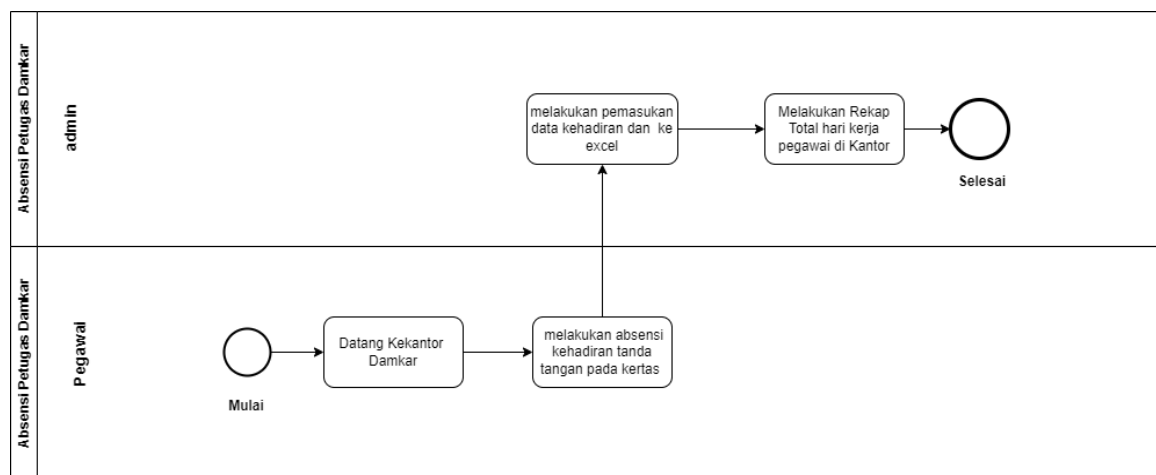 Absensi Petugas Damkar
admin
melakukan pemasukan
data kehadiran dan ke
excel
Melakukan Rekap
Total hari kerja
pegawai di Kantor
Selesai
Absensi Petugas Damkar
Pegawai
Mulai
Datang Kekantor
Damkar
melakukan absensi
kehadiran tanda
tangan pada kertas